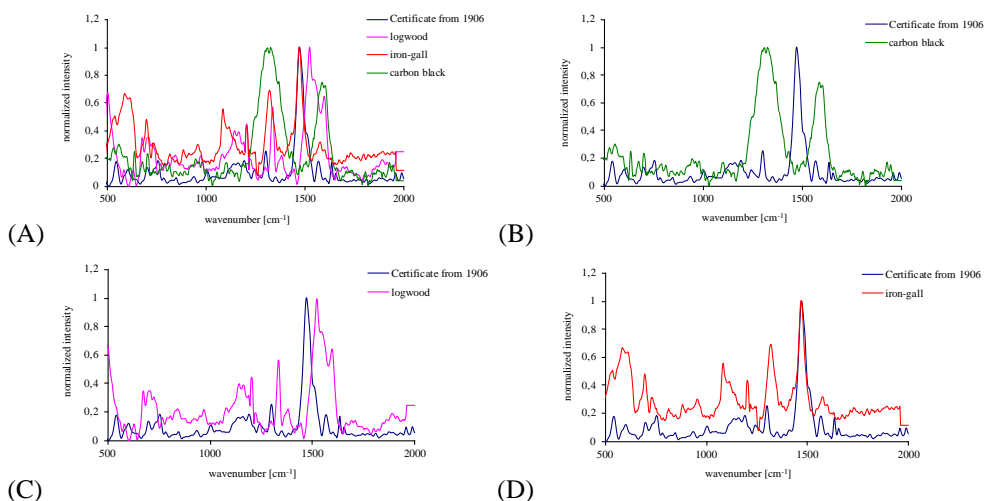 1,2
1
0,8
0,6
0,4
0,2
0
normalized intensity
500
1000
1500
2000
wavenumber [cm-1]
Certificate from 1906
logwood
iron-gall
carbon black
(A)
1,2
1
0,8
0,6
0,4
0,2
0
normalized intensity
500
1000
1500
2000
wavenumber [cm-1]
Certificate from 1906
carbon black
(B)
1,2
1
0,8
0,6
0,4
0,2
0
normalized intensity
500
1000
1500
2000
wavenumber [cm-1]
Certificate from 1906
logwood
(C)
1,2
1
0,8
0,6
0,4
0,2
0
normalized intensity
500
1000
1500
2000
wavenumber [cm-1]
Certificate from 1906
iron-gall
(D)